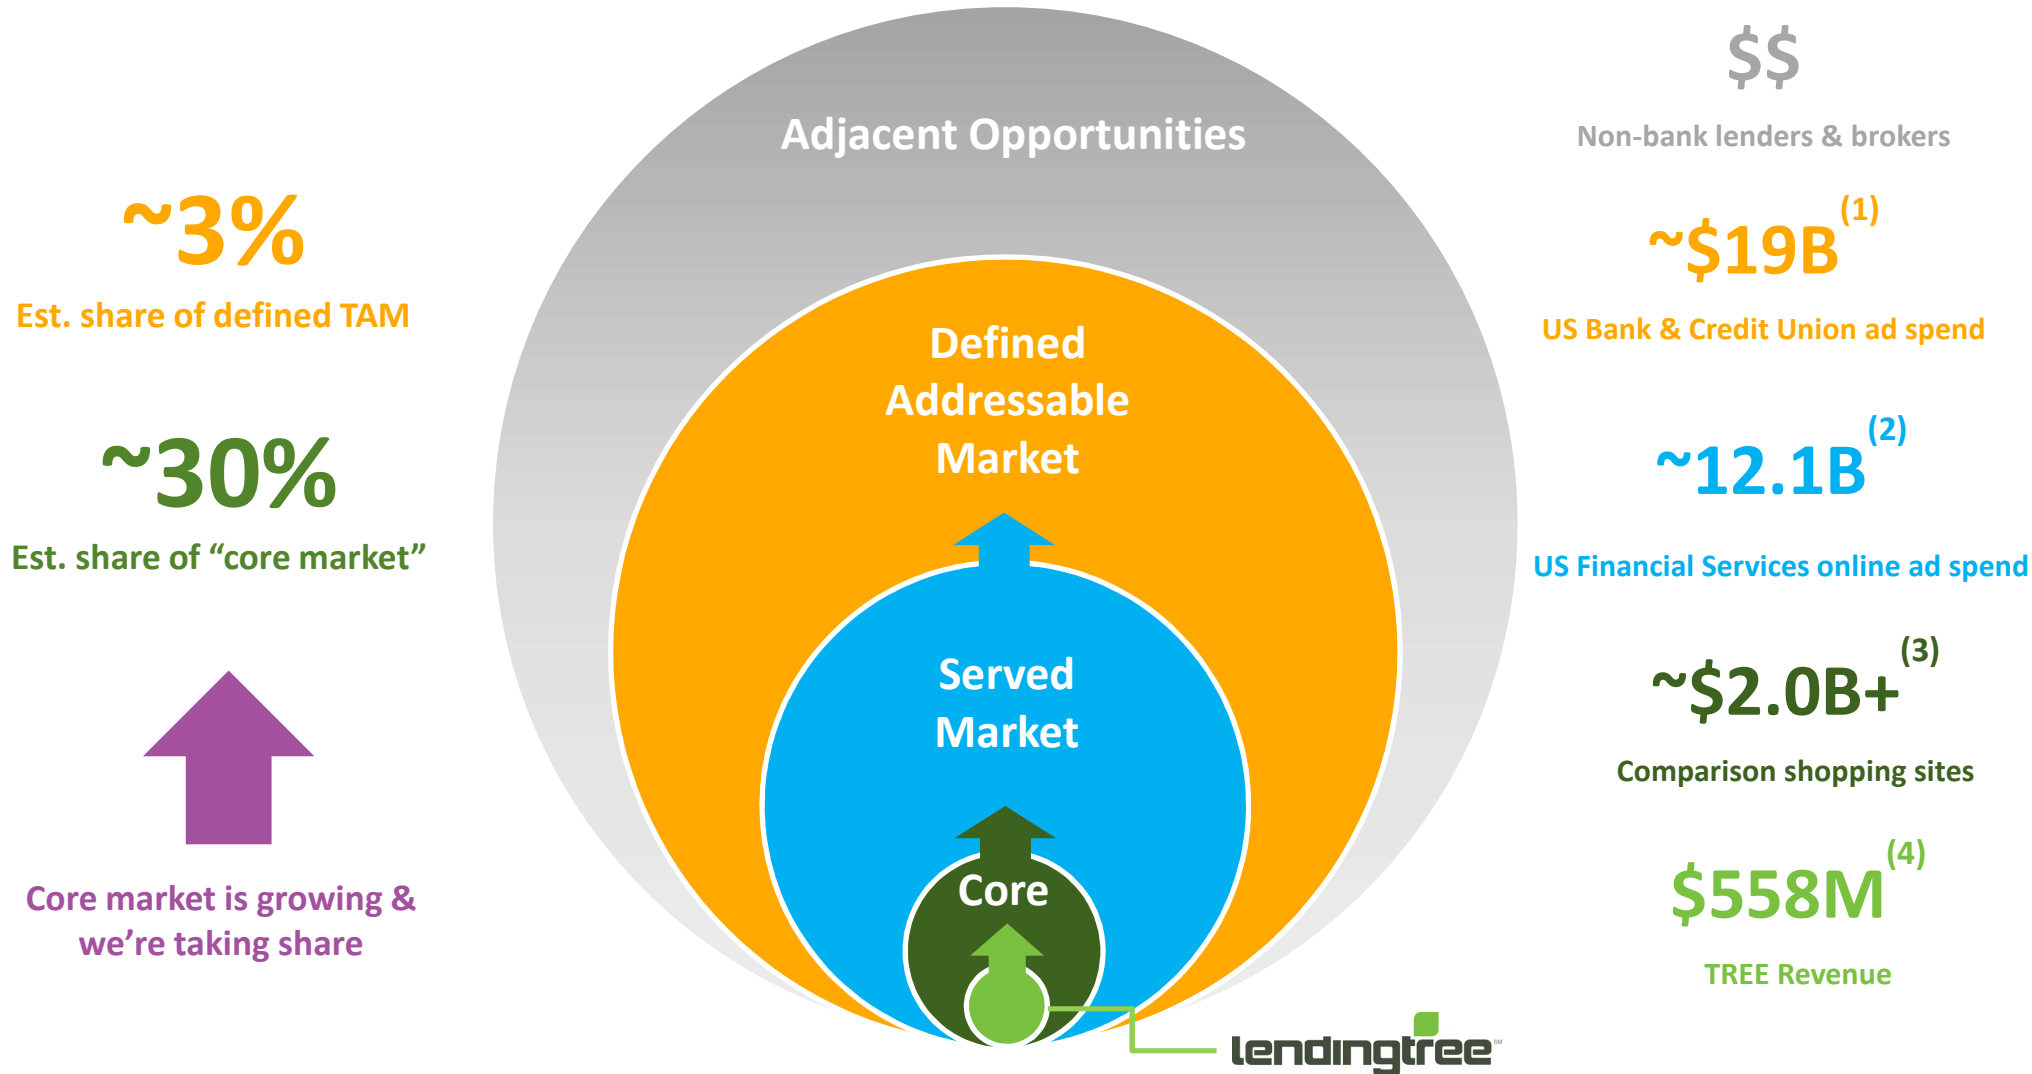 ~3%
Est. share of defined TAM
~30%
Est. share of “core market”
Core market is growing &
we’re taking share
Adjacent Opportunities
Defined
Addressable
Market
Served
Market
Core
lendingtree℠
$$
Non-bank lenders & brokers
~$19B(1)
US Bank & Credit Union ad spend
~12.1B(2)
US Financial Services online ad spend
~$2.0B+(3)
Comparison shopping sites
$558M(4)
TREE Revenue